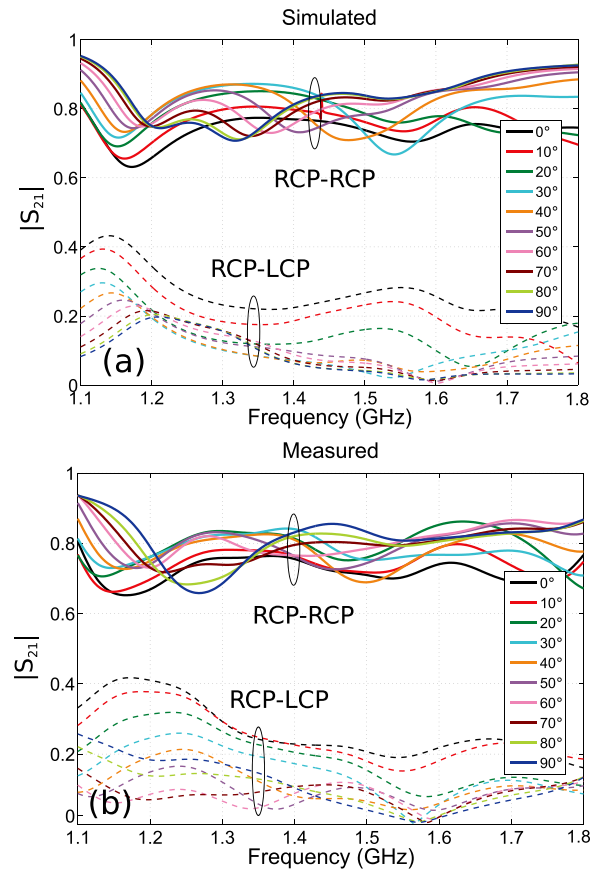 Simulated
1
0.8
0.6
0.4
0.2
0
|S21|
RCP-RCP
RCP-LCP
(a)
0°
10°
20°
30°
40°
50°
60°
70°
80°
90°
1.1 1.2 1.3 1.4 1.5 1.6 1.7 1.8
Frequency (GHz)
Measured
1
0.8
0.6
0.4
0.2
0
|S21|
RCP-RCP
RCP-LCP
(b)
0°
10°
20°
30°
40°
50°
60°
70°
80°
90°
1.1 1.2 1.3 1.4 1.5 1.6 1.7 1.8
Frequency (GHz)